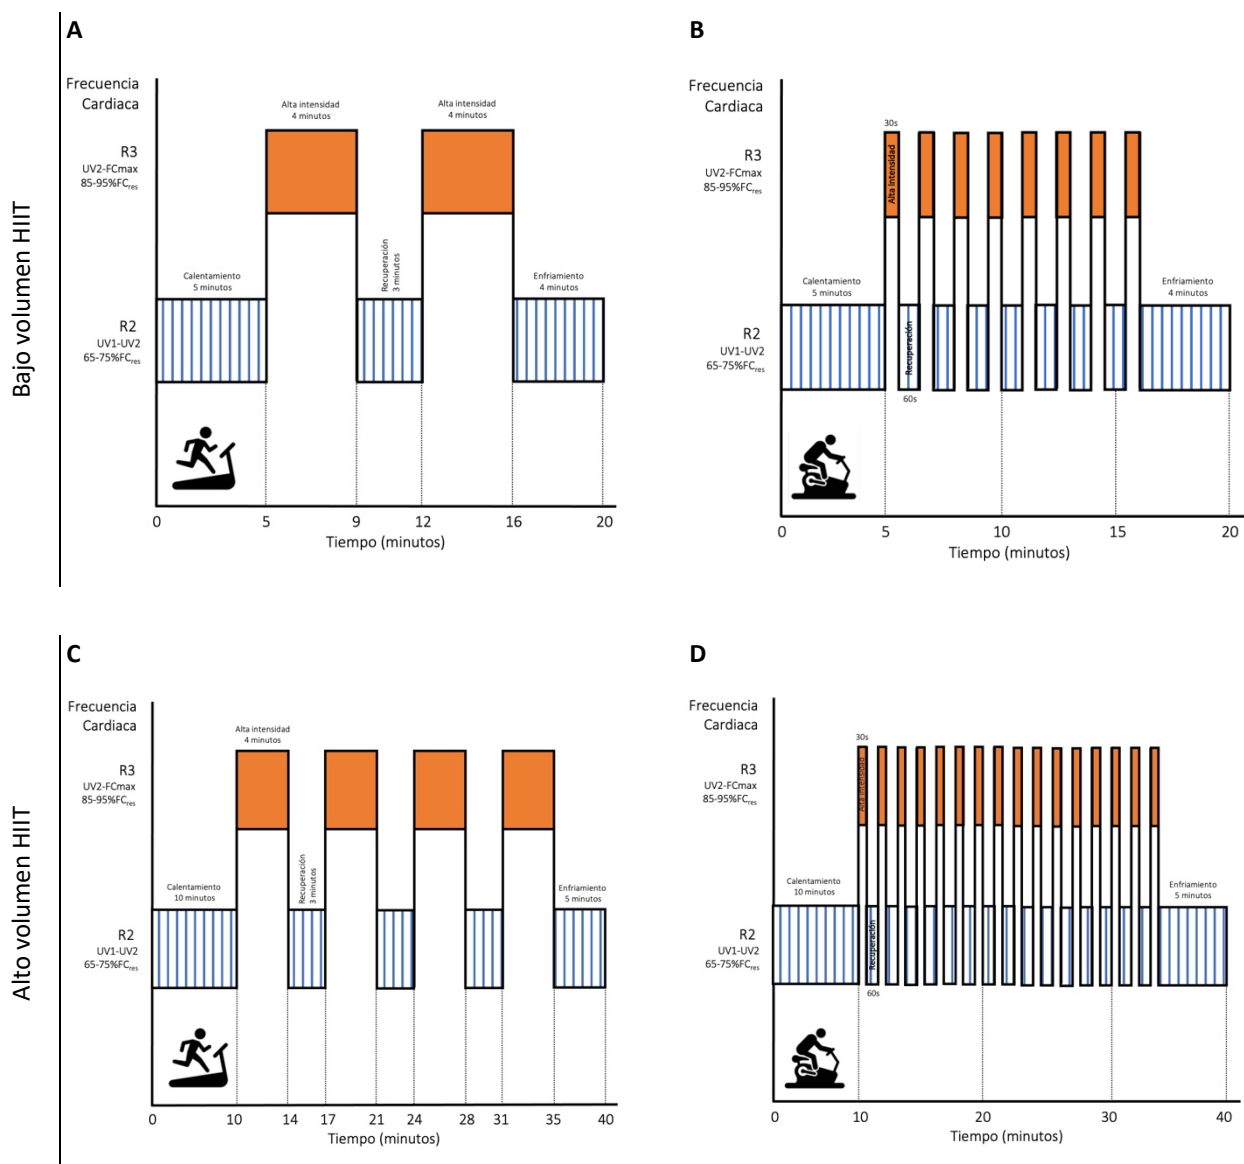 Bajo volumen HIIT
A
Frecuencia
Cardiaca
Alta intensidad
4 minutos
Alta intensidad
4 minutos
R3
UV2-FCmax
85-95%FCres
Recuperación
3 minutos
Calentamiento
5 minutos
Enfriamiento
4 minutos
R2
UV1-UV2
65-75%FCres
0 5 9 12 16 20
Tiempo (minutos)
B
Frecuencia
Cardiaca
30s
Alta intensidad
R3
UV2-FCmax
85-95%FCres
Calentamiento
5 minutos
Enfriamiento
4 minutos
R2
UV1-UV2
65-75%FCres
Recuperación
60s
0 5 10 15 20
Tiempo (minutos)
Alto volumen HIIT
C
Frecuencia
Cardiaca
Alta intensidad
4 minutos
R3
UV2-FCmax
85-95%FCres
Recuperación
3 minutos
Calentamiento
10 minutos
Enfriamiento
5 minutos
R2
UV1-UV2
65-75%FCres
0 10 14 17 21 24 28 31 35 40
Tiempo (minutos)
D
Frecuencia
Cardiaca
30s
Alta intensidad
R3
UV2-FCmax
85-95%FCres
Calentamiento
10 minutos
Enfriamiento
5 minutos
R2
UV1-UV2
65-75%FCres
Recuperación
60s
0 10 20 30 40
Tiempo (minutos)